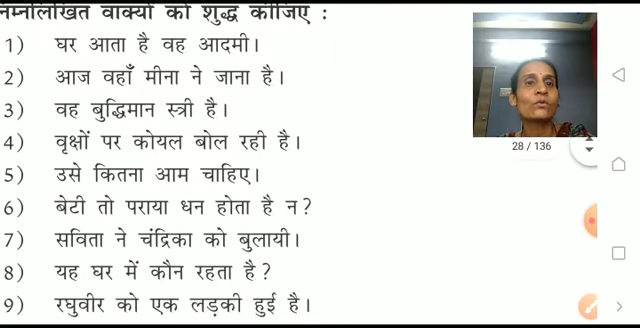 निम्नलिखित वाक्यों को शुद्ध कीजिए :
1) घर आता है वह आदमी।
2) आज वहाँ मीना ने जाना है।
3) वह बुद्धिमान स्त्री है।
4) वृक्षों पर कोयल बोल रही है।
5) उसे कितना आम चाहिए।
6) बेटी तो पराया धन होता है न?
7) सविता ने चंद्रिका को बुलायी।
8) यह घर में कौन रहता है?
9) रघुवीर को एक लड़की हुई है।
28 / 136